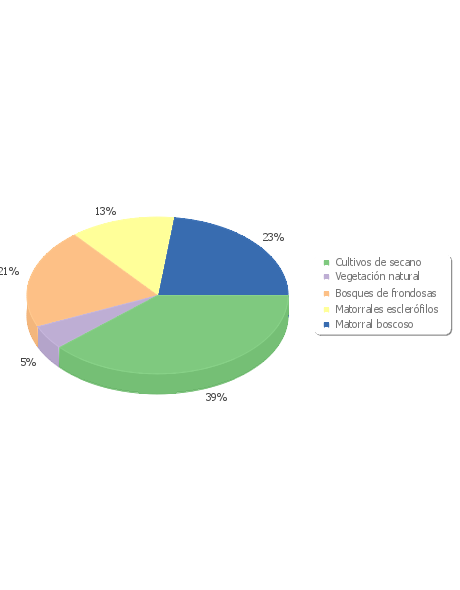 13%
23%
21%
5%
39%
Cultivos de secano
Vegetación natural
Bosques de frondosas
Matorrales esclerófilos
Matorral boscoso